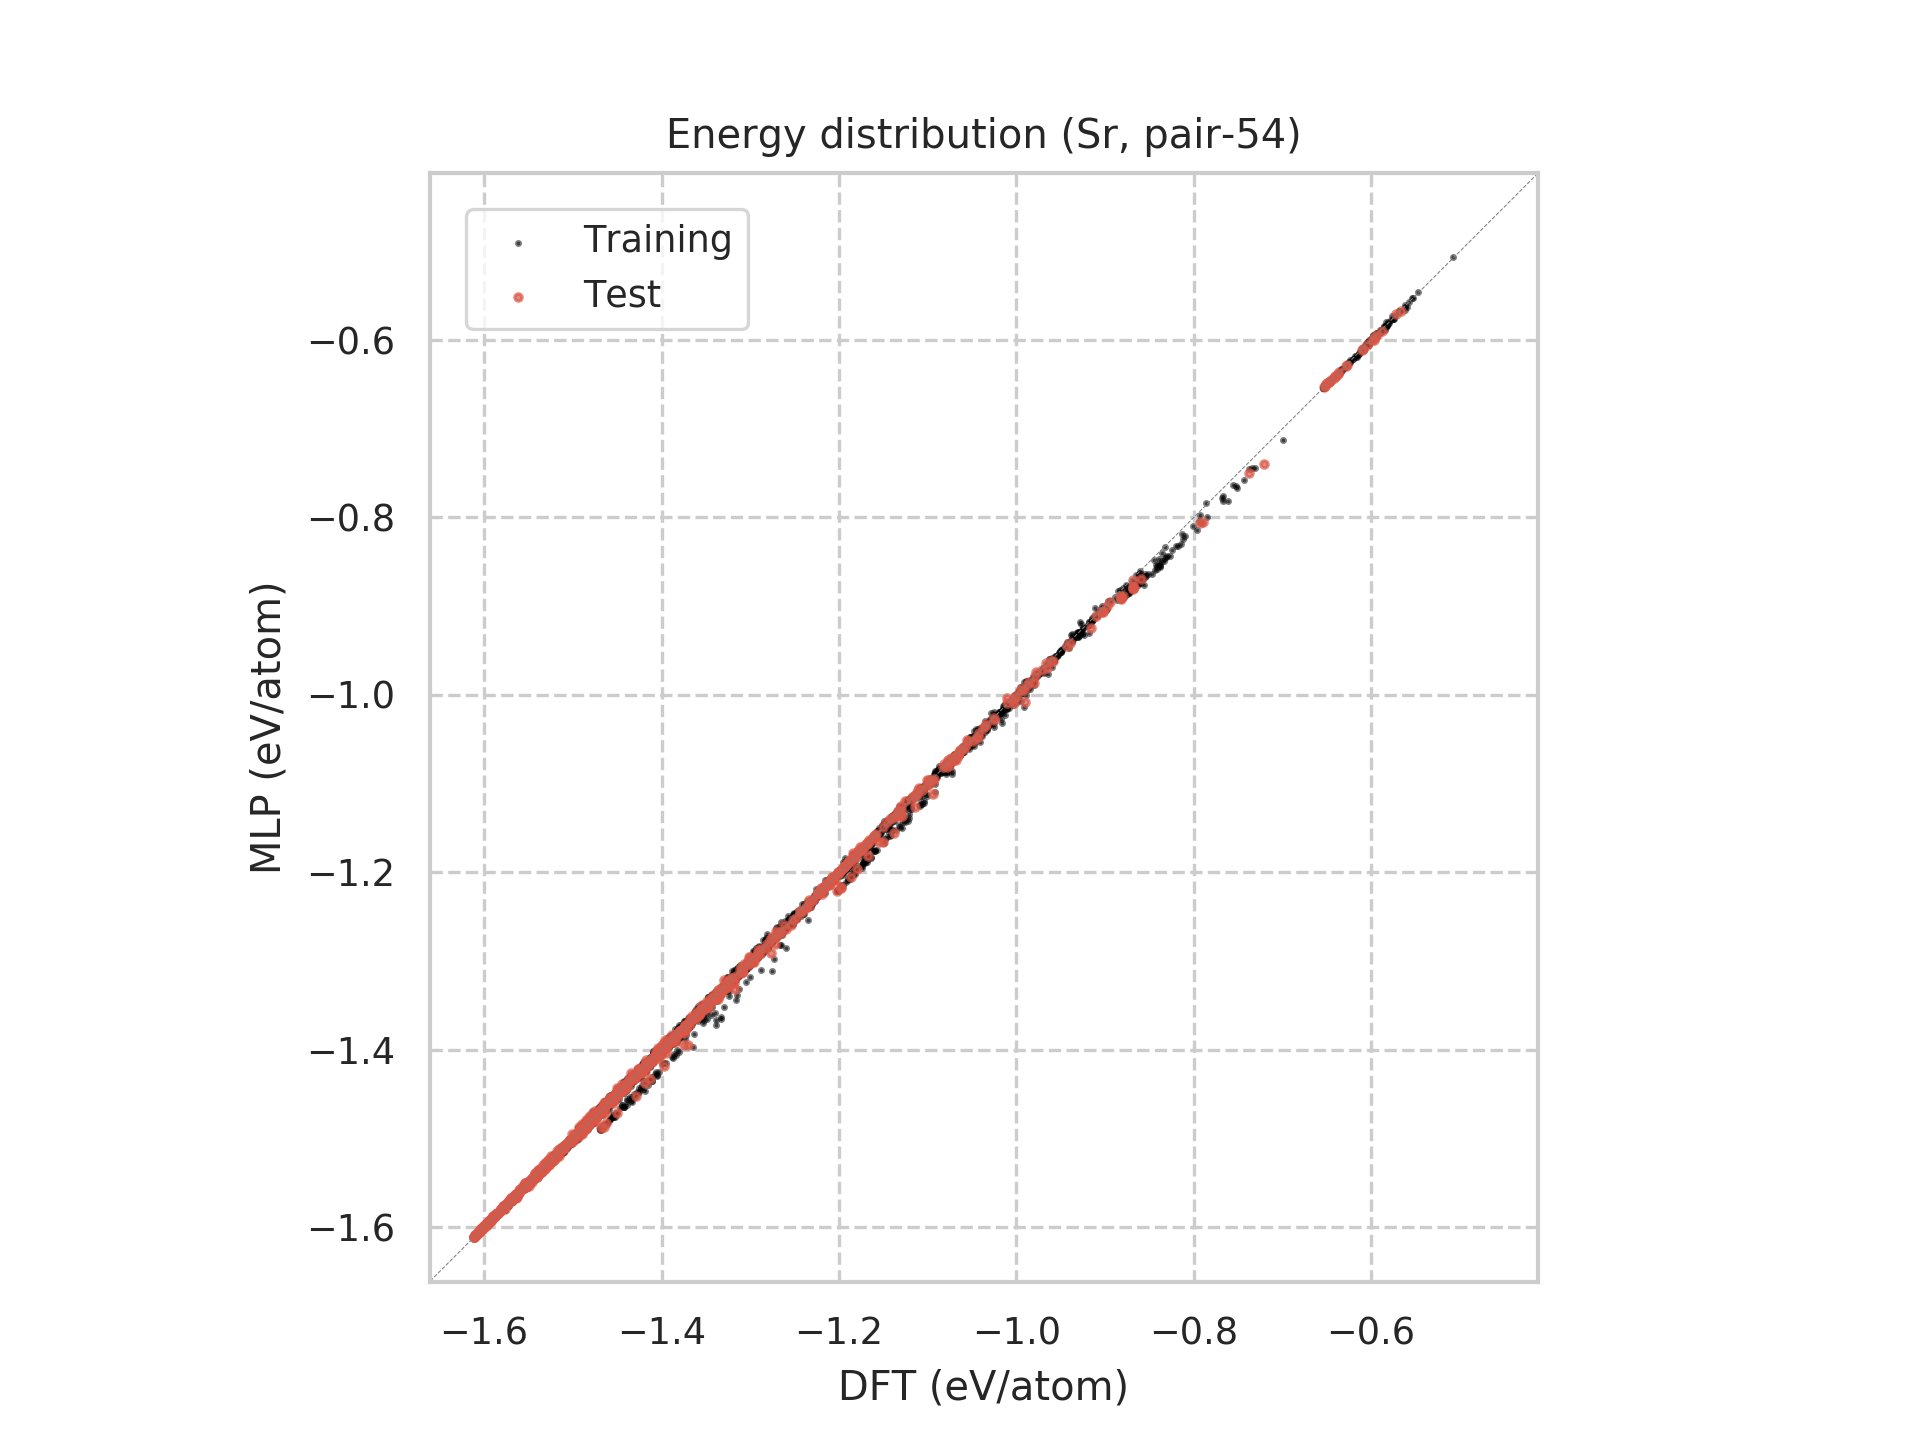 Energy distribution (Sr, pair-54)
Training
Test
−0.6
−0.8
−1.0
−1.2
−1.4
−1.6
MLP (eV/atom)
−1.6 −1.4 −1.2 −1.0 −0.8 −0.6
DFT (eV/atom)